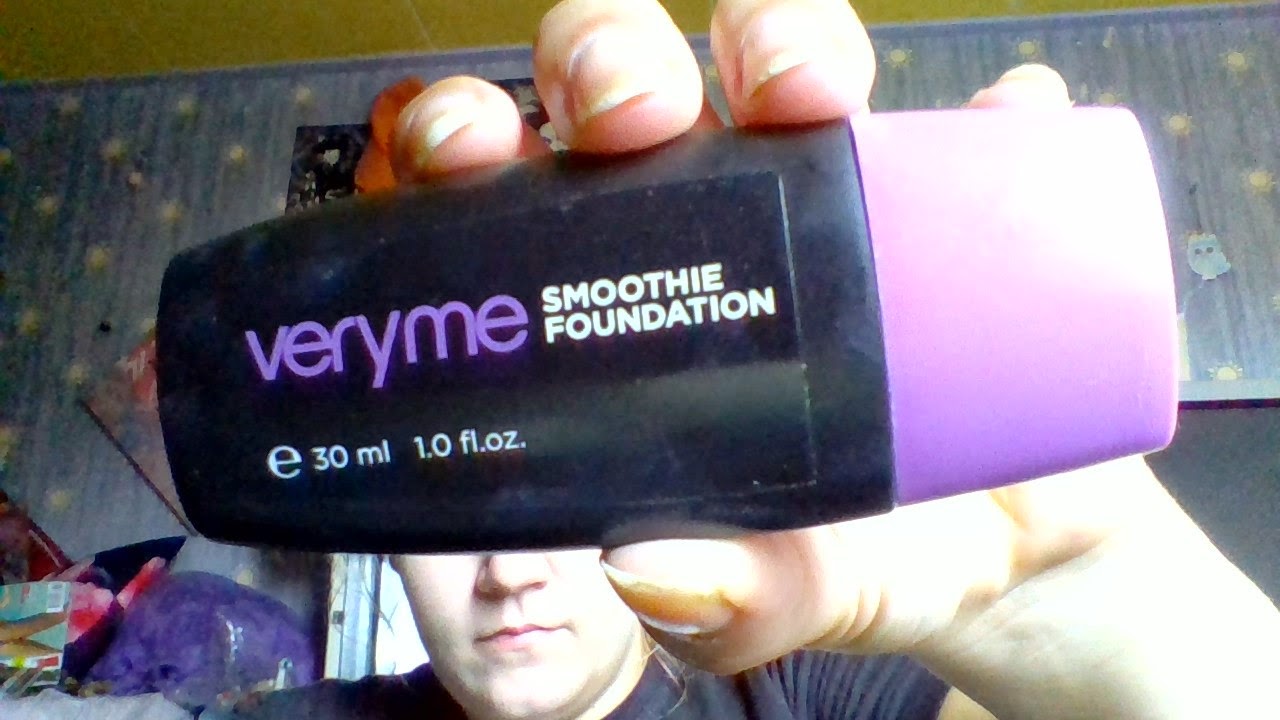 veryme
SMOOTHIE
FOUNDATION
e 30 ml 1.0 fl.oz.